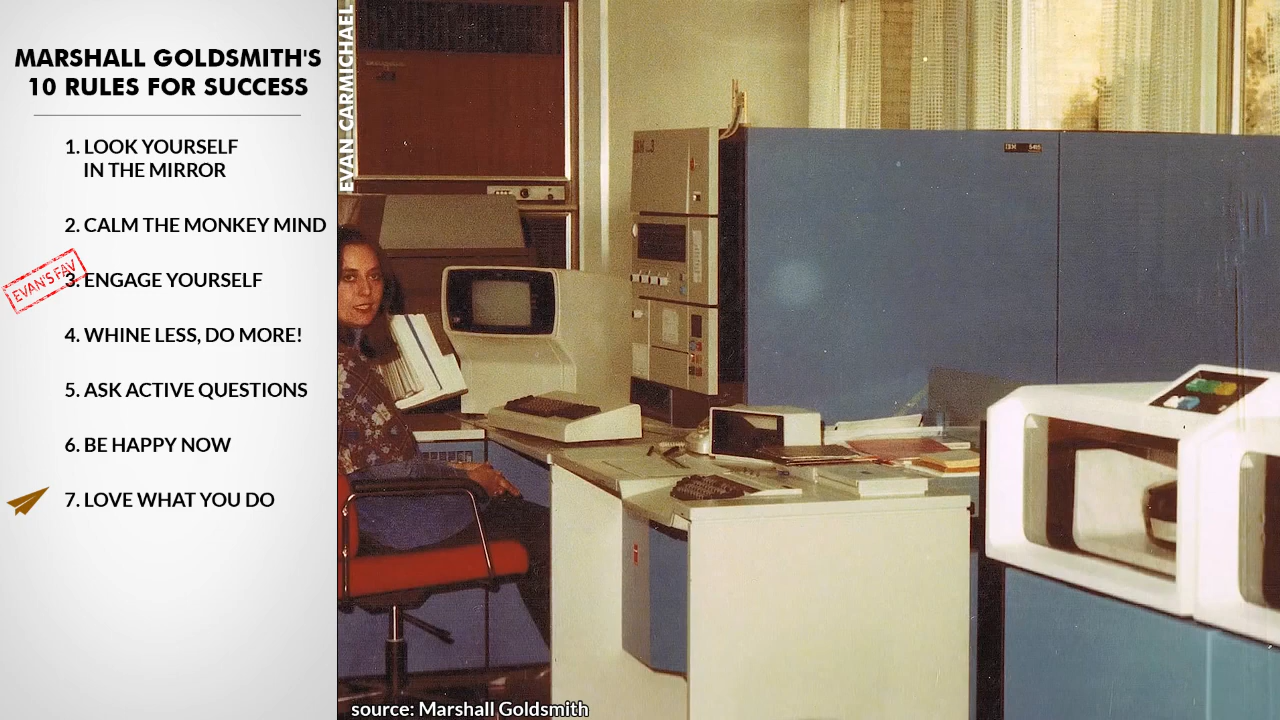 MARSHALL GOLDSMITH'S
10 RULES FOR SUCCESS
1. LOOK YOURSELF
IN THE MIRROR
2. CALM THE MONKEY MIND
EVAN'S FAV
3. ENGAGE YOURSELF
4. WHINE LESS, DO MORE!
5. ASK ACTIVE QUESTIONS
6. BE HAPPY NOW
7. LOVE WHAT YOU DO
EVAN CARMICHAEL
IBM
IBM
source: Marshall Goldsmith